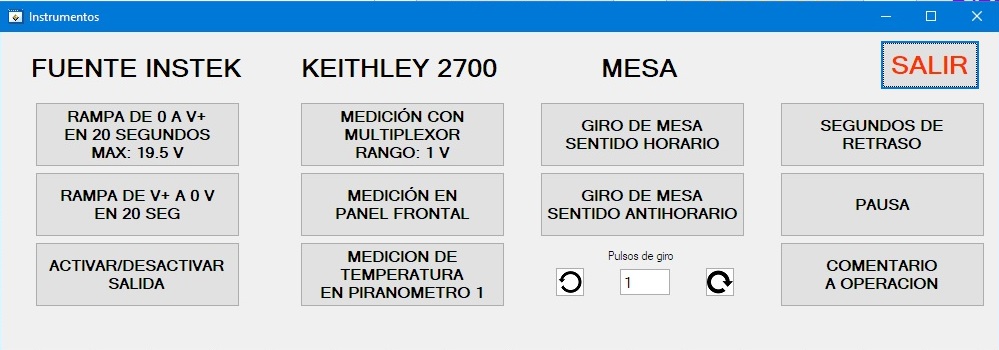 Instrumentos
FUENTE INSTEK
KEITHLEY 2700
MESA
SALIR
RAMPA DE 0 A V+
EN 20 SEGUNDOS
MAX: 19.5 V
MEDICIÓN CON
MULTIPLEXOR
RANGO: 1 V
GIRO DE MESA
SENTIDO HORARIO
SEGUNDOS DE
RETRASO
RAMPA DE V+ A 0 V
EN 20 SEG
MEDICIÓN EN
PANEL FRONTAL
GIRO DE MESA
SENTIDO ANTIHORARIO
PAUSA
ACTIVAR/DESACTIVAR
SALIDA
MEDICION DE
TEMPERATURA
EN PIRANOMETRO 1
Pulsos de giro
1
COMENTARIO
A OPERACION